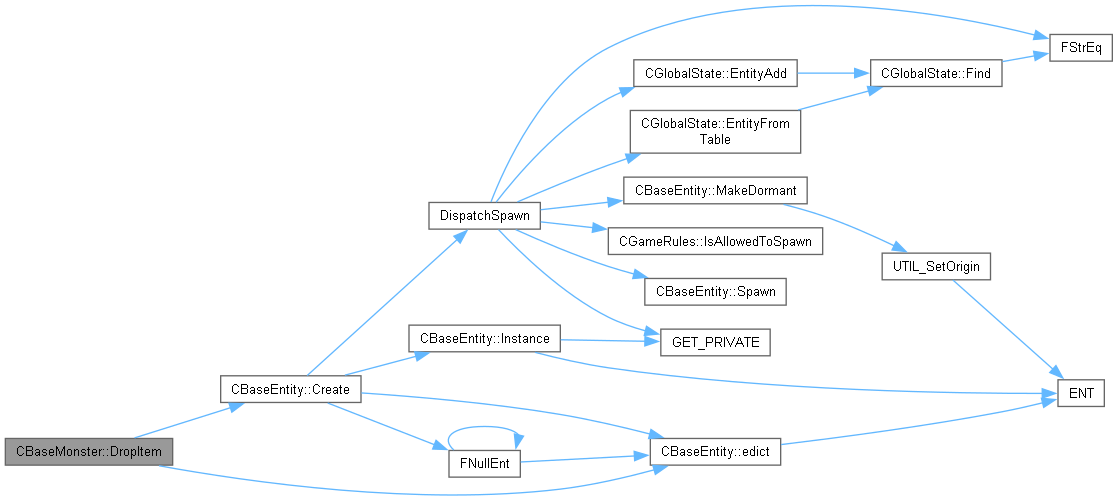 FStrEq
CGlobalState::EntityAdd
CGlobalState::Find
CGlobalState::EntityFrom
Table
CBaseEntity::MakeDormant
DispatchSpawn
CGameRules::IsAllowedToSpawn
UTIL_SetOrigin
CBaseEntity::Spawn
CBaseEntity::Instance
GET_PRIVATE
CBaseEntity::Create
ENT
CBaseMonster::DropItem
FNullEnt
CBaseEntity::edict